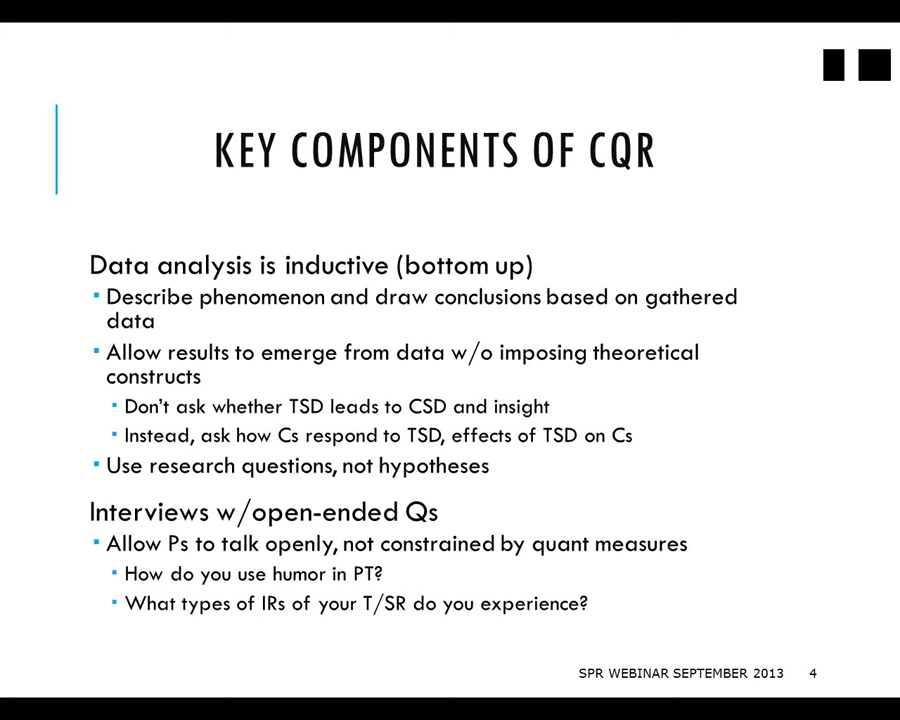 KEY COMPONENTS OF CQR
Data analysis is inductive (bottom up)
Describe phenomenon and draw conclusions based on gathered
data
Allow results to emerge from data w/o imposing theoretical
constructs
Don't ask whether TSD leads to CSD and insight
Instead, ask how Cs respond to TSD, effects of TSD on Cs
Use research questions, not hypotheses
Interviews w/open-ended Qs
Allow Ps to talk openly, not constrained by quant measures
How do you use humor in PT?
What types of IRs of your T/SR do you experience?
SPR WEBINAR SEPTEMBER 2013 4